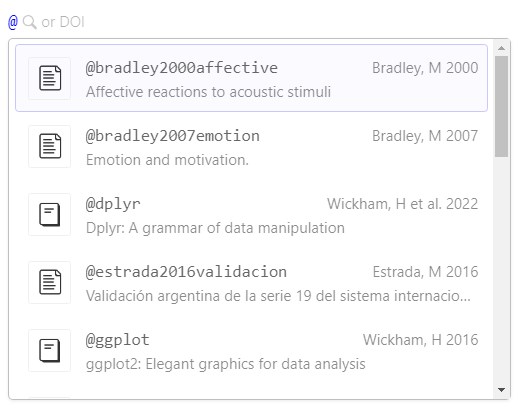 @ or DOI
@bradley2000affective Bradley, M 2000
Affective reactions to acoustic stimuli
@bradley2007emotion Bradley, M 2007
Emotion and motivation.
@dplyr Wickham, H et al. 2022
Dplyr: A grammar of data manipulation
@estrada2016validacion Estrada, M 2016
Validación argentina de la serie 19 del sistema internacio...
@ggplot Wickham, H 2016
ggplot2: Elegant graphics for data analysis